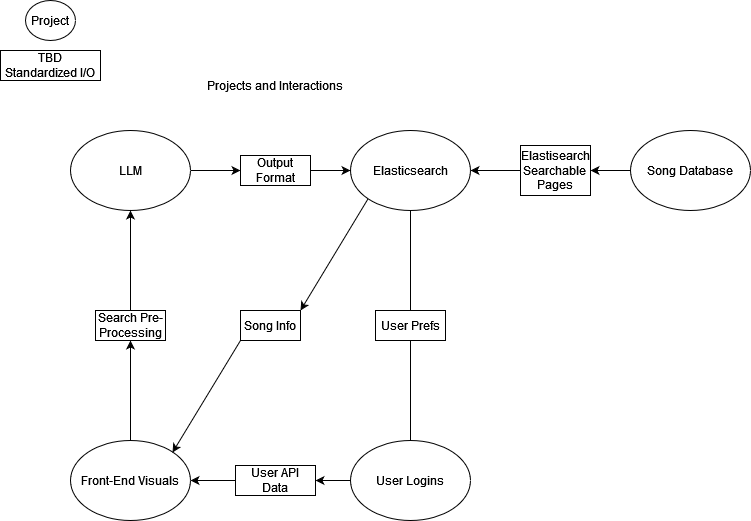 Project
TBD
Standardized I/O
Projects and Interactions
LLM
Output
Format
Elasticsearch
Elastisearch
Searchable
Pages
Song Database
Search Pre-
Processing
Song Info
User Prefs
Front-End Visuals
User API
Data
User Logins